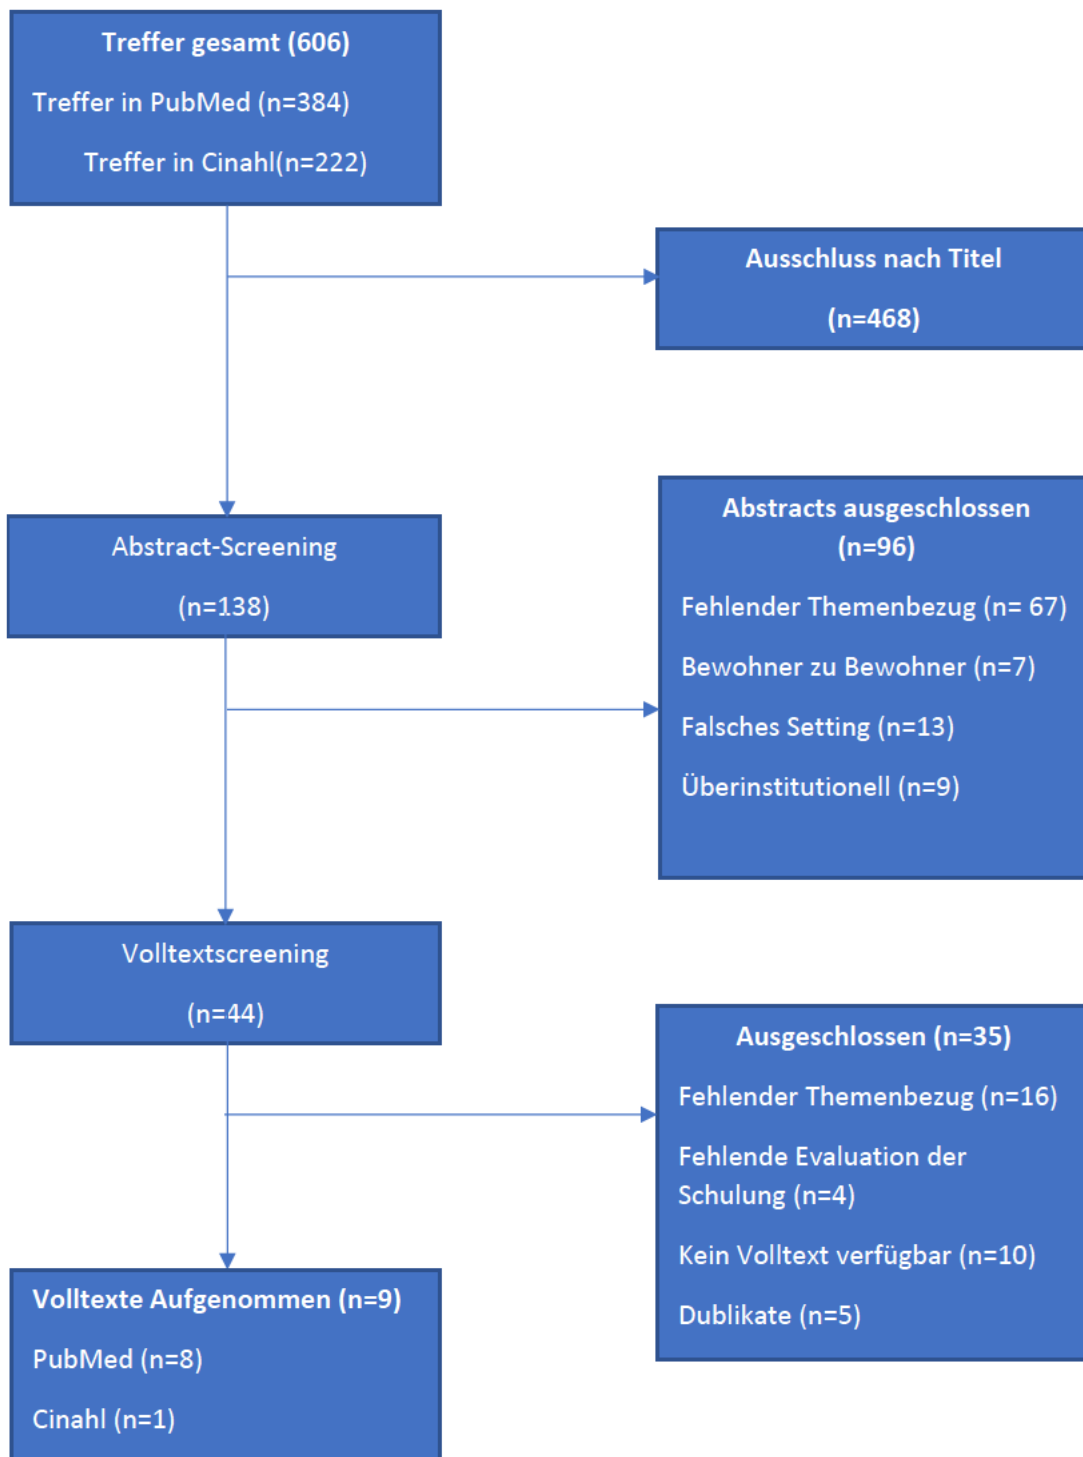 Treffer gesamt (606)
Treffer in PubMed (n=384)
Treffer in Cinahl(n=222)
Ausschluss nach Titel
(n=468)
Abstract-Screening
(n=138)
Abstracts ausgeschlossen
(n=96)
Fehlender Themenbezug (n= 67)
Bewohner zu Bewohner (n=7)
Falsches Setting (n=13)
Überinstitutionell (n=9)
Volltextscreening
(n=44)
Ausgeschlossen (n=35)
Fehlender Themenbezug (n=16)
Fehlende Evaluation der
Schulung (n=4)
Kein Volltext verfügbar (n=10)
Dublikate (n=5)
Volltexte Aufgenommen (n=9)
PubMed (n=8)
Cinahl (n=1)